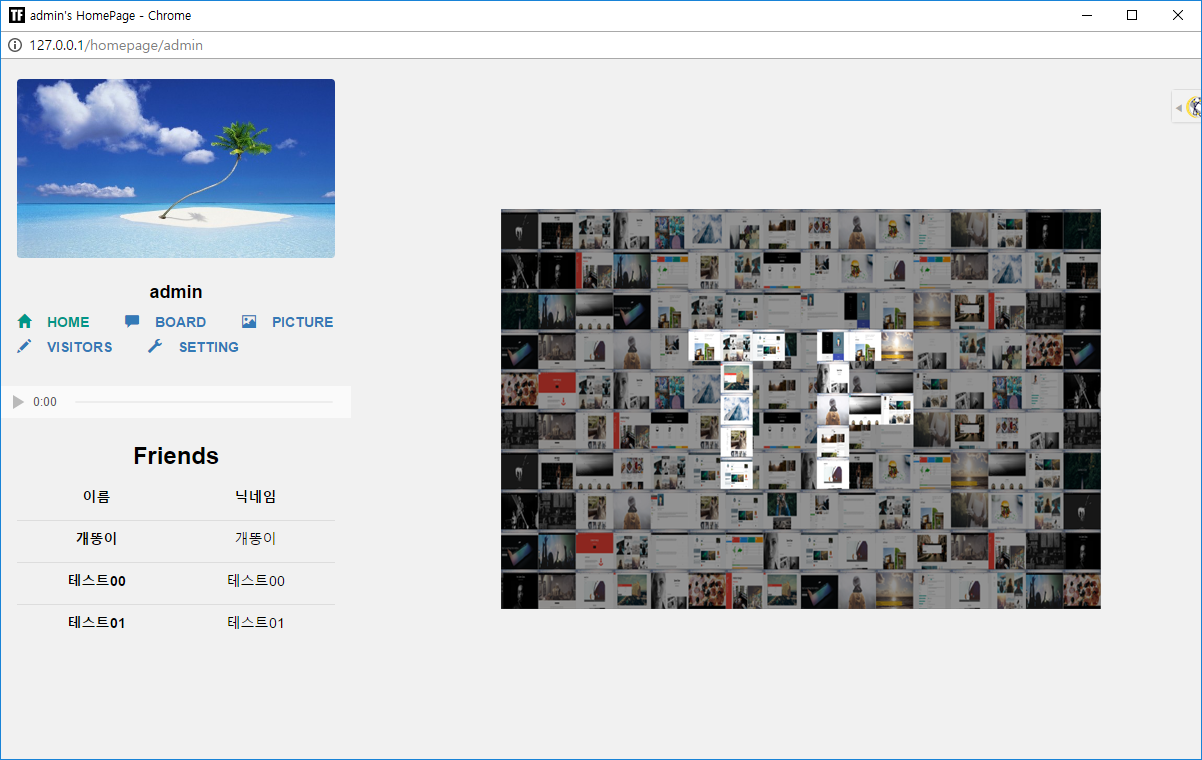 TF admin's HomePage - Chrome
127.0.0.1/homepage/admin
admin
HOME BOARD PICTURE
VISITORS SETTING
0:00
Friends
이름 닉네임
개똥이 개똥이
테스트00 테스트00
테스트01 테스트01
TF